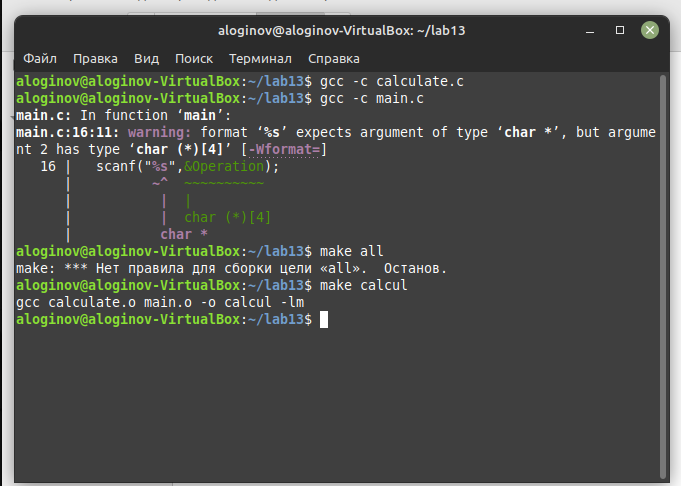 aloginov@aloginov-VirtualBox: ~/lab13
Файл Правка Вид Поиск Терминал Справка
aloginov@aloginov-VirtualBox:~/lab13$ gcc -c calculate.c
aloginov@aloginov-VirtualBox:~/lab13$ gcc -c main.c
main.c: In function ‘main’:
main.c:16:11: warning: format ‘%s’ expects argument of type ‘char *’, but argume
nt 2 has type ‘char (*)[4]’ [-Wformat=]
   16 |   scanf("%s",&Operation);
      |          ~^  ~~~~~~~~~~
      |           |  |
      |           |  char (*)[4]
      |           char *
aloginov@aloginov-VirtualBox:~/lab13$ make all
make: *** Нет правила для сборки цели «all».  Останов.
aloginov@aloginov-VirtualBox:~/lab13$ make calcul
gcc calculate.o main.o -o calcul -lm
aloginov@aloginov-VirtualBox:~/lab13$